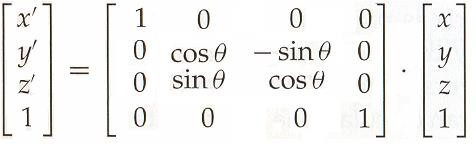 x′ 1 0 0 0 x
y′ = 0 cos θ − sin θ 0 · y
z′ 0 sin θ cos θ 0 z
1 0 0 0 1 1